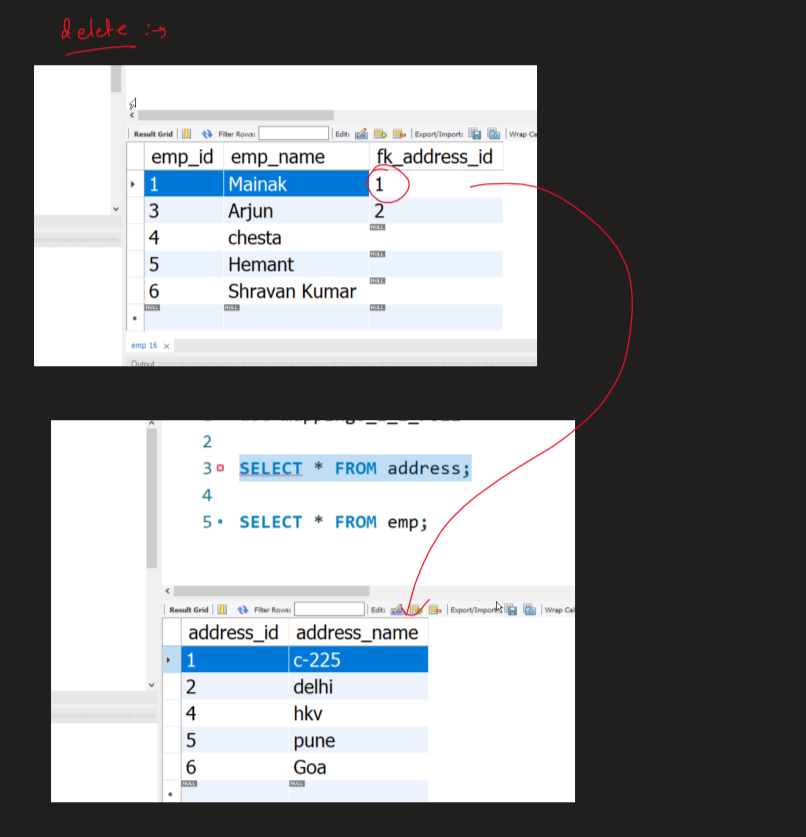 delete :→
Result Grid | Filter Rows: | Edit: | Export/Import: | Wrap Ce
emp_id emp_name fk_address_id
1 Mainak 1
3 Arjun 2
4 chesta NULL
5 Hemant NULL
6 Shravan Kumar NULL
NULL NULL NULL
emp 16 ×
Output
2
3 SELECT * FROM address;
4
5 SELECT * FROM emp;
Result Grid | Filter Rows: | Edit: | Export/Import: | Wrap Cel
address_id address_name
1 c-225
2 delhi
4 hkv
5 pune
6 Goa
NULL NULL